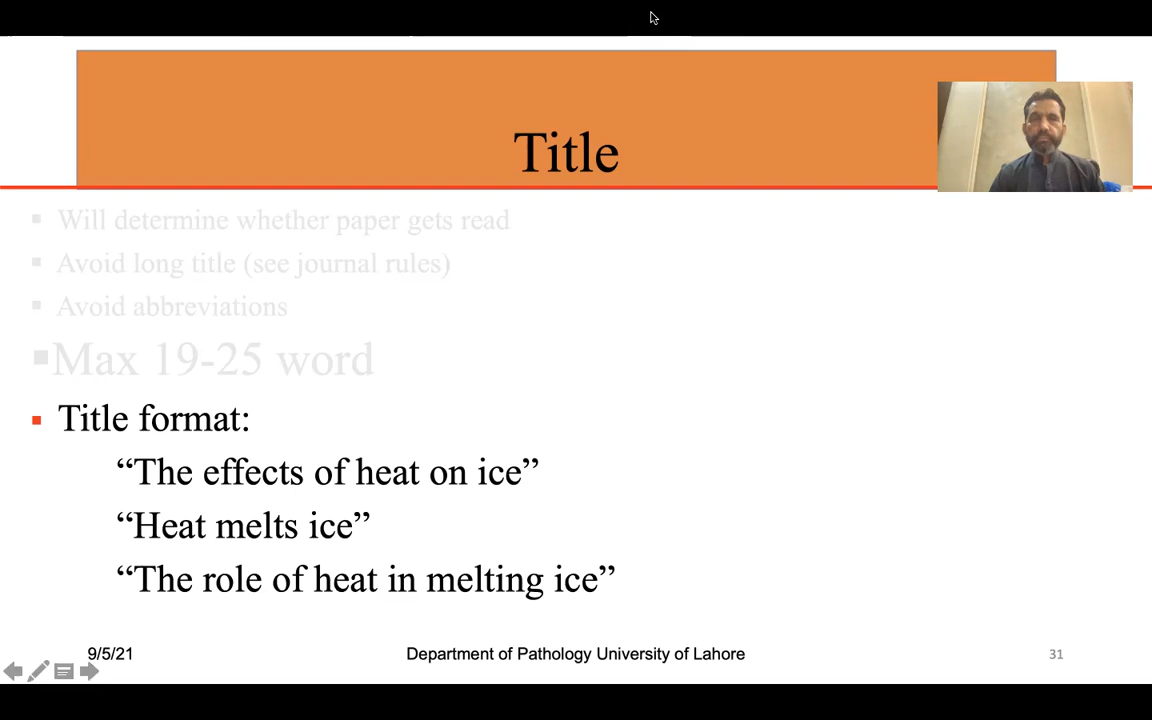 Title
▪ Will determine whether paper gets read
▪ Avoid long title (see journal rules)
▪ Avoid abbreviations
▪Max 19-25 word
▪ Title format:
“The effects of heat on ice”
“Heat melts ice”
“The role of heat in melting ice”
9/5/21 Department of Pathology University of Lahore 31